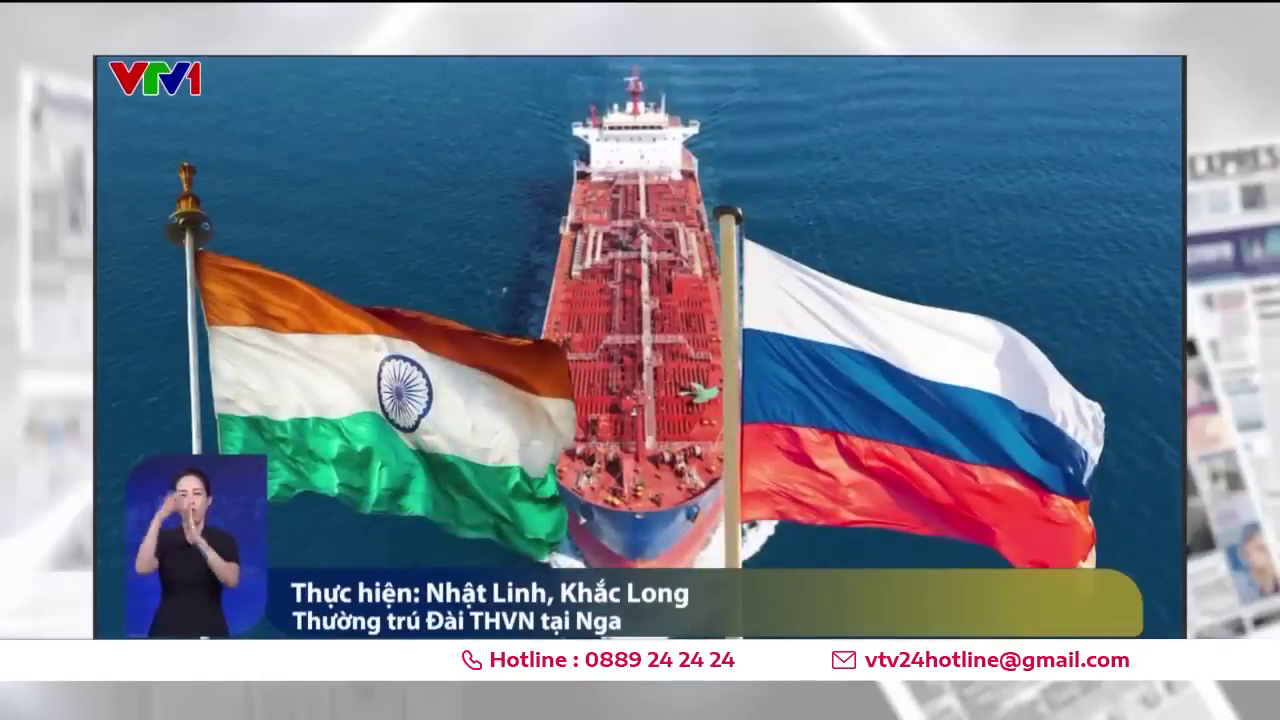 VTV1
EXPRES
Thực hiện: Nhật Linh, Khắc Long
Thường trú Đài THVN tại Nga
Hotline : 0889 24 24 24
vtv24hotline@gmail.com